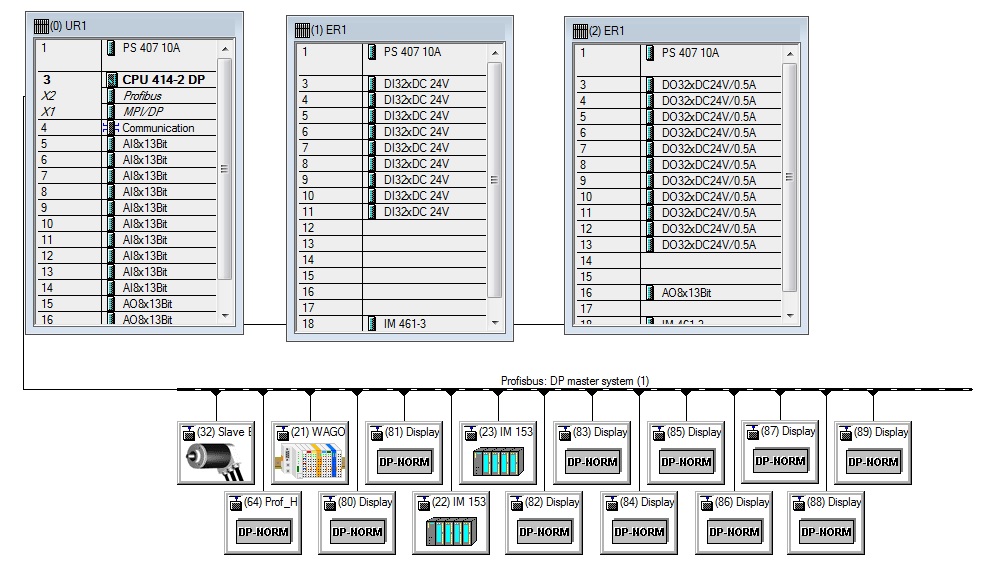 (0) UR1
1 PS 407 10A
3 CPU 414-2 DP
X2 Profibus
X1 MPI/DP
4 Communication
5 AI8x13Bit
6 AI8x13Bit
7 AI8x13Bit
8 AI8x13Bit
9 AI8x13Bit
10 AI8x13Bit
11 AI8x13Bit
12 AI8x13Bit
13 AI8x13Bit
14 AI8x13Bit
15 AO8x13Bit
16 AO8x13Bit
(1) ER1
1 PS 407 10A
3 DI32xDC 24V
4 DI32xDC 24V
5 DI32xDC 24V
6 DI32xDC 24V
7 DI32xDC 24V
8 DI32xDC 24V
9 DI32xDC 24V
10 DI32xDC 24V
11 DI32xDC 24V
12
13
14
15
16
17
18 IM 461-3
(2) ER1
1 PS 407 10A
3 DO32xDC24V/0.5A
4 DO32xDC24V/0.5A
5 DO32xDC24V/0.5A
6 DO32xDC24V/0.5A
7 DO32xDC24V/0.5A
8 DO32xDC24V/0.5A
9 DO32xDC24V/0.5A
10 DO32xDC24V/0.5A
11 DO32xDC24V/0.5A
12 DO32xDC24V/0.5A
13 DO32xDC24V/0.5A
14
15
16 AO8x13Bit
17
18 IM 461-3
Profisbus: DP master system (1)
(32) Slave E
(21) WAGO
(81) Display
DP-NORM
(23) IM 153
(83) Display
DP-NORM
(85) Display
DP-NORM
(87) Display
DP-NORM
(89) Display
DP-NORM
(64) Prof_H
DP-NORM
(80) Display
DP-NORM
(22) IM 153
(82) Display
DP-NORM
(84) Display
DP-NORM
(86) Display
DP-NORM
(88) Display
DP-NORM